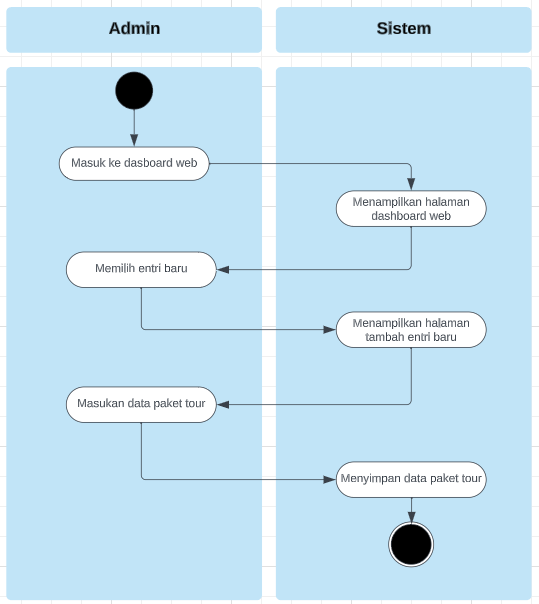 Admin
Sistem
Masuk ke dasboard web
Menampilkan halaman
dashboard web
Memilih entri baru
Menampilkan halaman
tambah entri baru
Masukan data paket tour
Menyimpan data paket tour